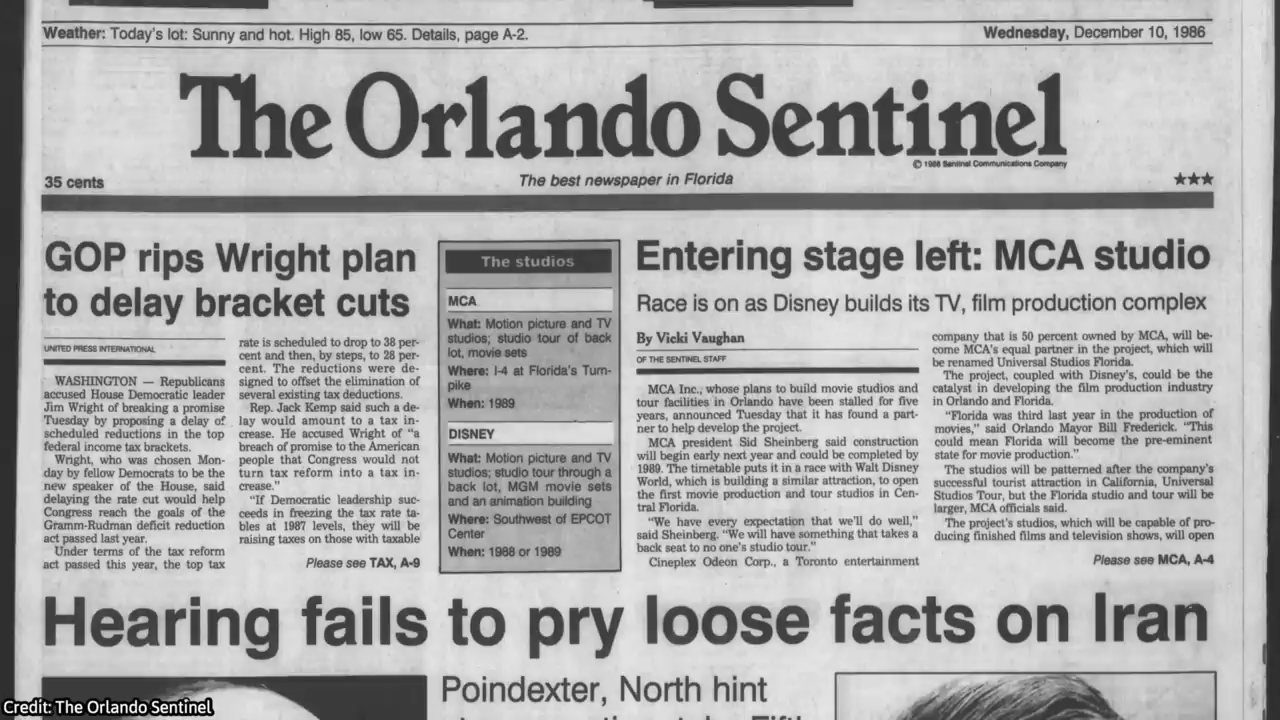 Weather: Today's lot: Sunny and hot. High 85, low 65. Details, page A-2.
Wednesday, December 10, 1986
The Orlando Sentinel
© 1986 Sentinel Communications Company
35 cents
The best newspaper in Florida
★★★
GOP rips Wright plan
to delay bracket cuts
UNITED PRESS INTERNATIONAL
WASHINGTON — Republicans
accused House Democratic leader
Jim Wright of breaking a promise
Tuesday by proposing a delay of
scheduled reductions in the top
federal income tax brackets.
Wright, who was chosen Mon-
day by fellow Democrats to be the
new speaker of the House, said
delaying the rate cut would help
Congress reach the goals of the
Gramm-Rudman deficit reduction
act passed last year.
Under terms of the tax reform
act passed this year, the top tax
rate is scheduled to drop to 38 per-
cent and then, by steps, to 28 per-
cent. The reductions were de-
signed to offset the elimination of
several existing tax deductions.
Rep. Jack Kemp said such a de-
lay would amount to a tax in-
crease. He accused Wright of "a
breach of promise to the American
people that Congress would not
turn tax reform into a tax in-
crease."
"If Democratic leadership suc-
ceeds in freezing the tax rate ta-
bles at 1987 levels, they will be
raising taxes on those with taxable
Please see TAX, A-9
The studios
MCA
What: Motion picture and TV
studios; studio tour of back
lot, movie sets
Where: I-4 at Florida's Turn-
pike
When: 1989
DISNEY
What: Motion picture and TV
studios; studio tour through a
back lot, MGM movie sets
and an animation building
Where: Southwest of EPCOT
Center
When: 1988 or 1989
Entering stage left: MCA studio
Race is on as Disney builds its TV, film production complex
By Vicki Vaughan
OF THE SENTINEL STAFF
MCA Inc., whose plans to build movie studios and
tour facilities in Orlando have been stalled for five
years, announced Tuesday that it has found a part-
ner to help develop the project.
MCA president Sid Sheinberg said construction
will begin early next year and could be completed by
1989. The timetable puts it in a race with Walt Disney
World, which is building a similar attraction, to open
the first movie production and tour studios in Cen-
tral Florida.
"We have every expectation that we'll do well,"
said Sheinberg. "We will have something that takes a
back seat to no one's studio tour."
Cineplex Odeon Corp., a Toronto entertainment
company that is 50 percent owned by MCA, will be-
come MCA's equal partner in the project, which will
be renamed Universal Studios Florida.
The project, coupled with Disney's, could be the
catalyst in developing the film production industry
in Orlando and Florida.
"Florida was third last year in the production of
movies," said Orlando Mayor Bill Frederick. "This
could mean Florida will become the pre-eminent
state for movie production."
The studios will be patterned after the company's
successful tourist attraction in California, Universal
Studios Tour, but the Florida studio and tour will be
larger, MCA officials said.
The project's studios, which will be capable of pro-
ducing finished films and television shows, will open
Please see MCA, A-4
Hearing fails to pry loose facts on Iran
Poindexter, North hint
Credit: The Orlando Sentinel